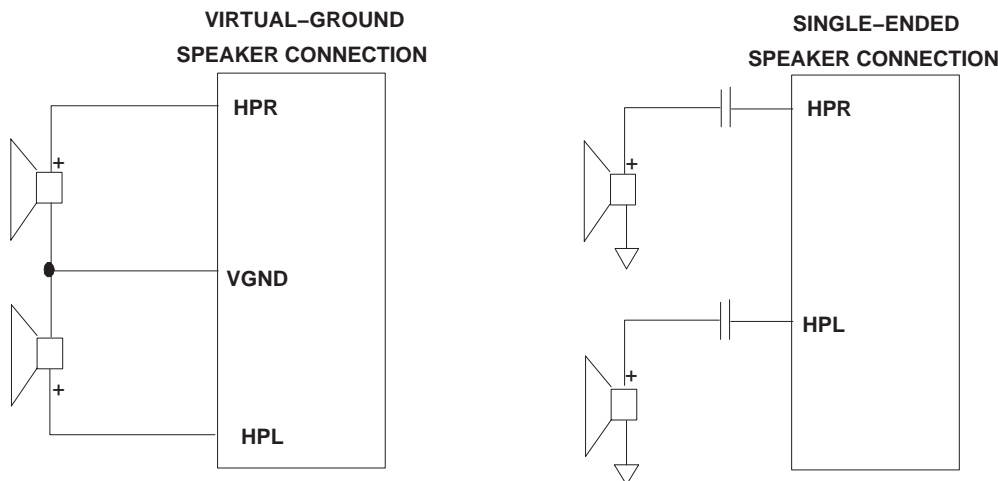 VIRTUAL−GROUND
SPEAKER CONNECTION
HPR
+
VGND
+
HPL
SINGLE−ENDED
SPEAKER CONNECTION
HPR
+
HPL
+